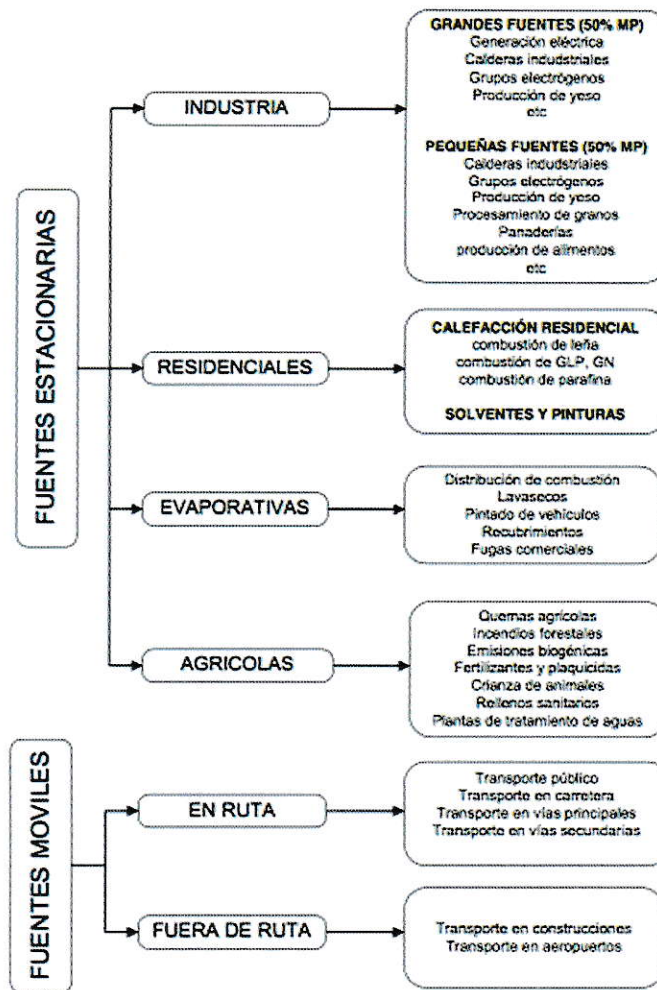 FUENTES ESTACIONARIAS
INDUSTRIA
GRANDES FUENTES (50% MP)
Generación eléctrica
Calderas indudstriales
Grupos electrógenos
Producción de yeso
etc
PEQUEÑAS FUENTES (50% MP)
Calderas indudstriales
Grupos electrógenos
Producción de yeso
Procesamiento de granos
Panaderías
producción de alimentos
etc
RESIDENCIALES
CALEFACCIÓN RESIDENCIAL
combustión de leña
combustión de GLP, GN
combustión de parafina
SOLVENTES Y PINTURAS
EVAPORATIVAS
Distribución de combustión
Lavasecos
Pintado de vehículos
Recubrimientos
Fugas comerciales
AGRICOLAS
Quemas agrícolas
Incendios forestales
Emisiones biogénicas
Fertilizantes y plaquicidas
Crianza de animales
Rellenos sanitarios
Plantas de tratamiento de aguas
FUENTES MOVILES
EN RUTA
Transporte público
Transporte en carretera
Transporte en vías principales
Transporte en vías secundarias
FUERA DE RUTA
Transporte en construcciones
Transporte en aeropuertos